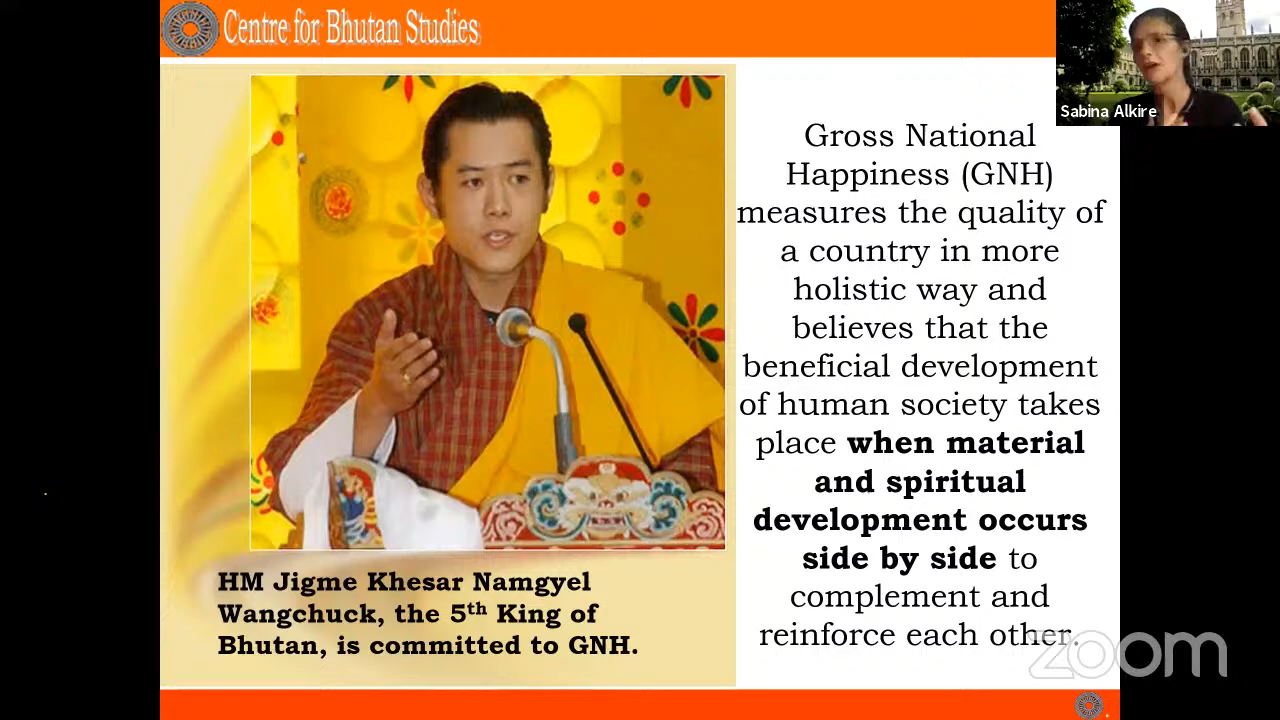 Centre for Bhutan Studies
Sabina Alkire
Gross National
Happiness (GNH)
measures the quality of
a country in more
holistic way and
believes that the
beneficial development
of human society takes
place when material
and spiritual
development occurs
side by side to
complement and
reinforce each other.
HM Jigme Khesar Namgyel
Wangchuck, the 5th King of
Bhutan, is committed to GNH.
zoom